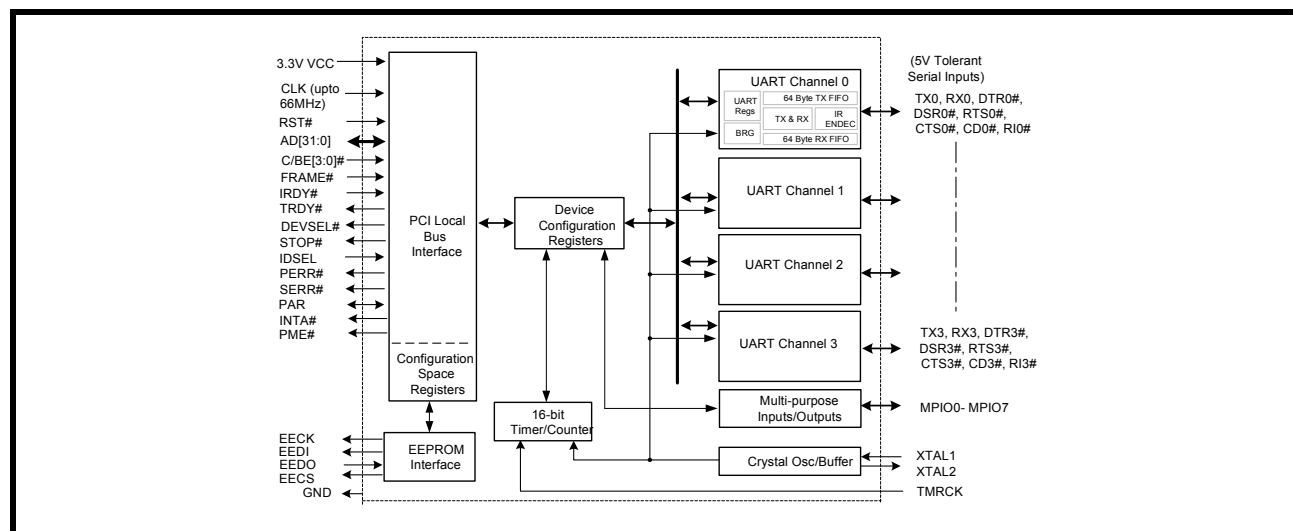 3.3V VCC
CLK (upto
66MHz)
RST#
AD[31:0]
C/BE[3:0]#
FRAME#
IRDY#
TRDY#
DEVSEL#
STOP#
IDSEL
PERR#
SERR#
PAR
INTA#
PME#
EECK
EEDI
EEDO
EECS
GND
PCI Local
Bus
Interface
Configuration
Space
Registers
EEPROM
Interface
Device
Configuration
Registers
16-bit
Timer/Counter
UART Channel 0
UART
Regs
BRG
64 Byte TX FIFO
TX & RX
IR
ENDEC
64 Byte RX FIFO
UART Channel 1
UART Channel 2
UART Channel 3
Multi-purpose
Inputs/Outputs
Crystal Osc/Buffer
(5V Tolerant
Serial Inputs)
TX0, RX0, DTR0#,
DSR0#, RTS0#,
CTS0#, CD0#, RI0#
TX3, RX3, DTR3#,
DSR3#, RTS3#,
CTS3#, CD3#, RI3#
MPIO0- MPIO7
XTAL1
XTAL2
TMRCK